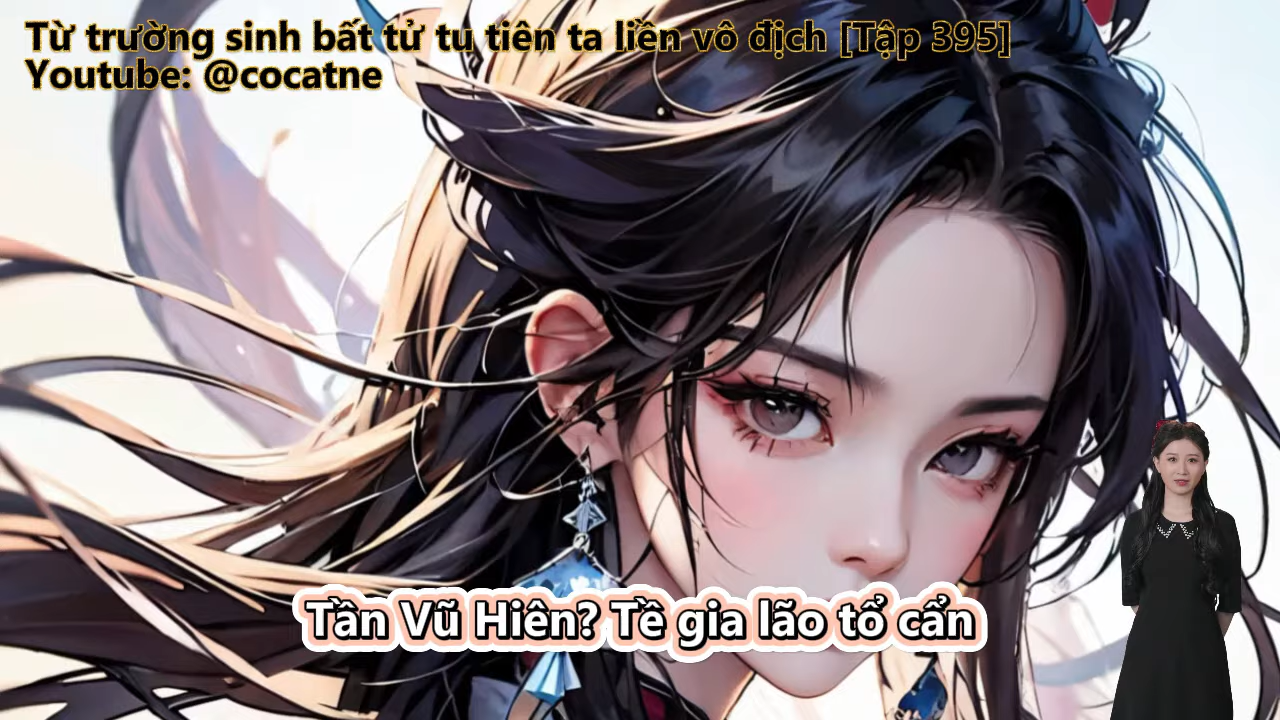 Từ trường sinh bất tử tu tiên ta liền vô địch [Tập 395]
Youtube: @cocatne
Tần Vũ Hiên? Tề gia lão tổ cẩn